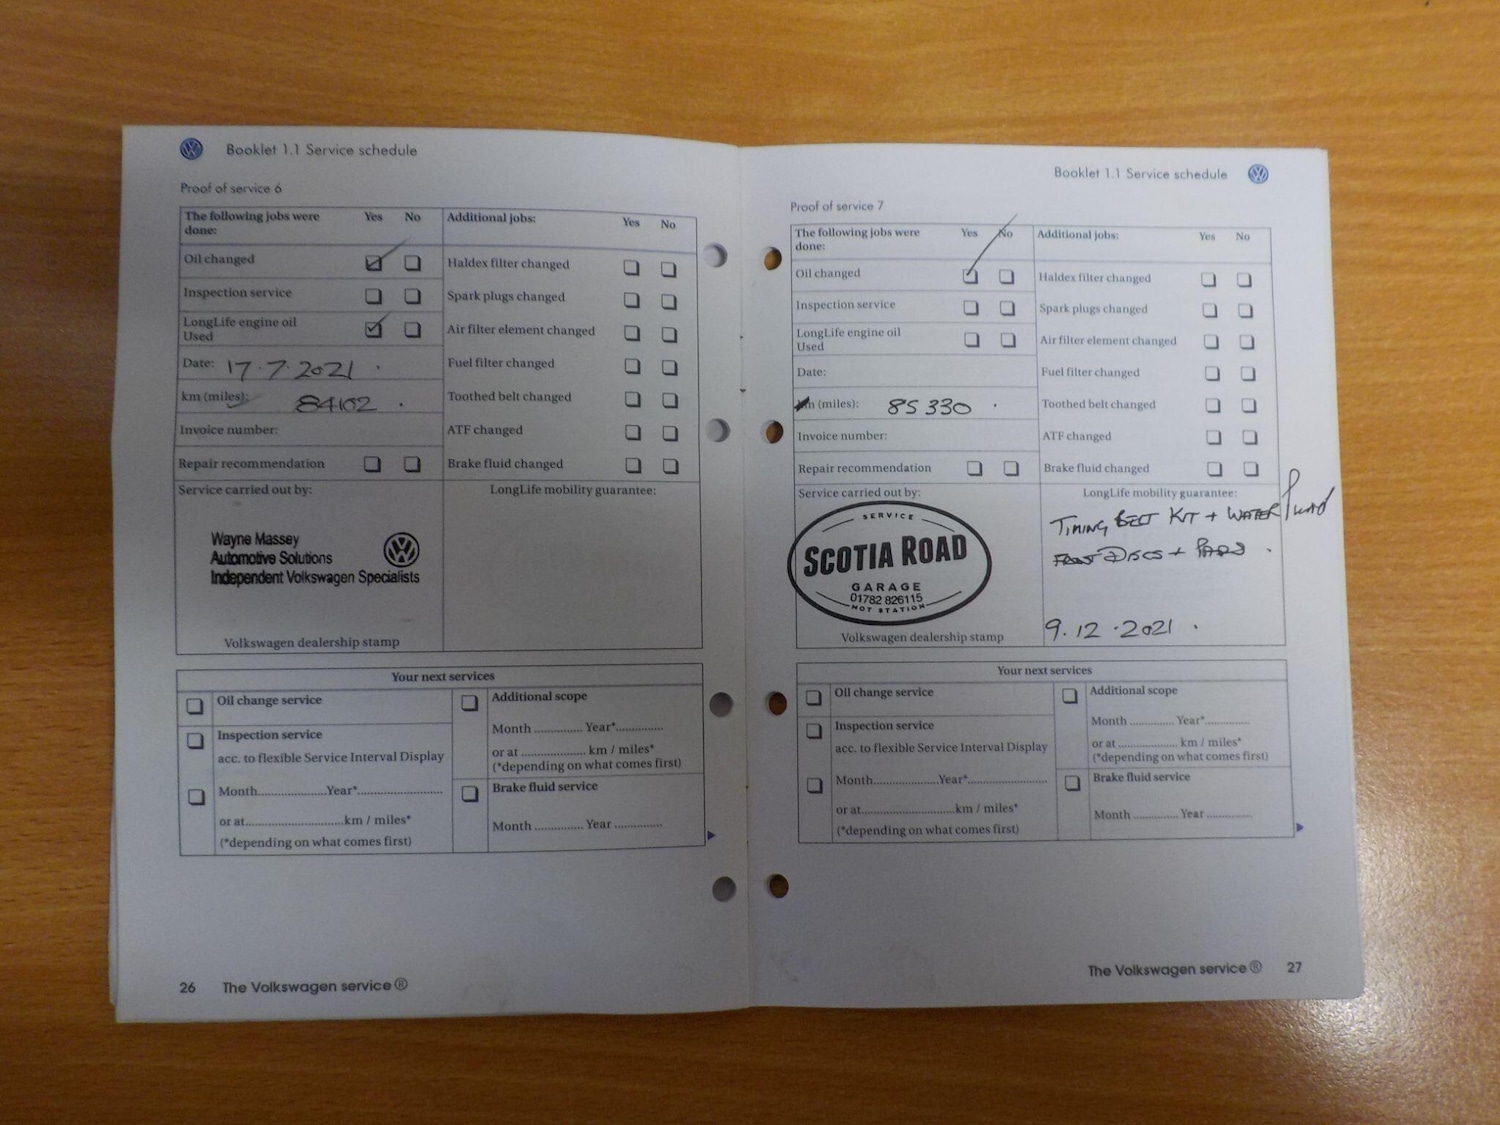 Booklet 1.1 Service schedule
Proof of service 6
The following jobs were done: Yes No
Additional jobs: Yes No
Oil changed
Haldex filter changed
Inspection service
Spark plugs changed
LongLife engine oil
Used
Air filter element changed
Date: 17.7.2021 .
Fuel filter changed
km (miles): 84102 .
Toothed belt changed
Invoice number:
ATF changed
Repair recommendation
Brake fluid changed
Service carried out by:
LongLife mobility guarantee:
Wayne Massey
Automotive Solutions
Independent Volkswagen Specialists
Volkswagen dealership stamp
Your next services
Oil change service
Inspection service
acc. to flexible Service Interval Display
Month....................Year*.........................
or at.............................km / miles*
(*depending on what comes first)
Additional scope
Month .............. Year*..............
or at ................... km / miles*
(*depending on what comes first)
Brake fluid service
Month .............. Year ..............
26 The Volkswagen service®
Booklet 1.1 Service schedule
Proof of service 7
The following jobs were done: Yes No
Additional jobs: Yes No
Oil changed
Haldex filter changed
Inspection service
Spark plugs changed
LongLife engine oil
Used
Air filter element changed
Date:
Fuel filter changed
km (miles): 85330 .
Toothed belt changed
Invoice number:
ATF changed
Repair recommendation
Brake fluid changed
Service carried out by:
SERVICE
SCOTIA ROAD
GARAGE
01782 826115
MOT STATION
Volkswagen dealership stamp
LongLife mobility guarantee:
TIMING BELT KIT + WATER PUMP
FRONT DISCS + PADS .
9.12.2021 .
Your next services
Oil change service
Inspection service
acc. to flexible Service Interval Display
Month...................Year*.......................
or at...........................km / miles*
(*depending on what comes first)
Additional scope
Month .............. Year*..............
or at ................... km / miles*
(*depending on what comes first)
Brake fluid service
Month .............. Year ..............
The Volkswagen service® 27